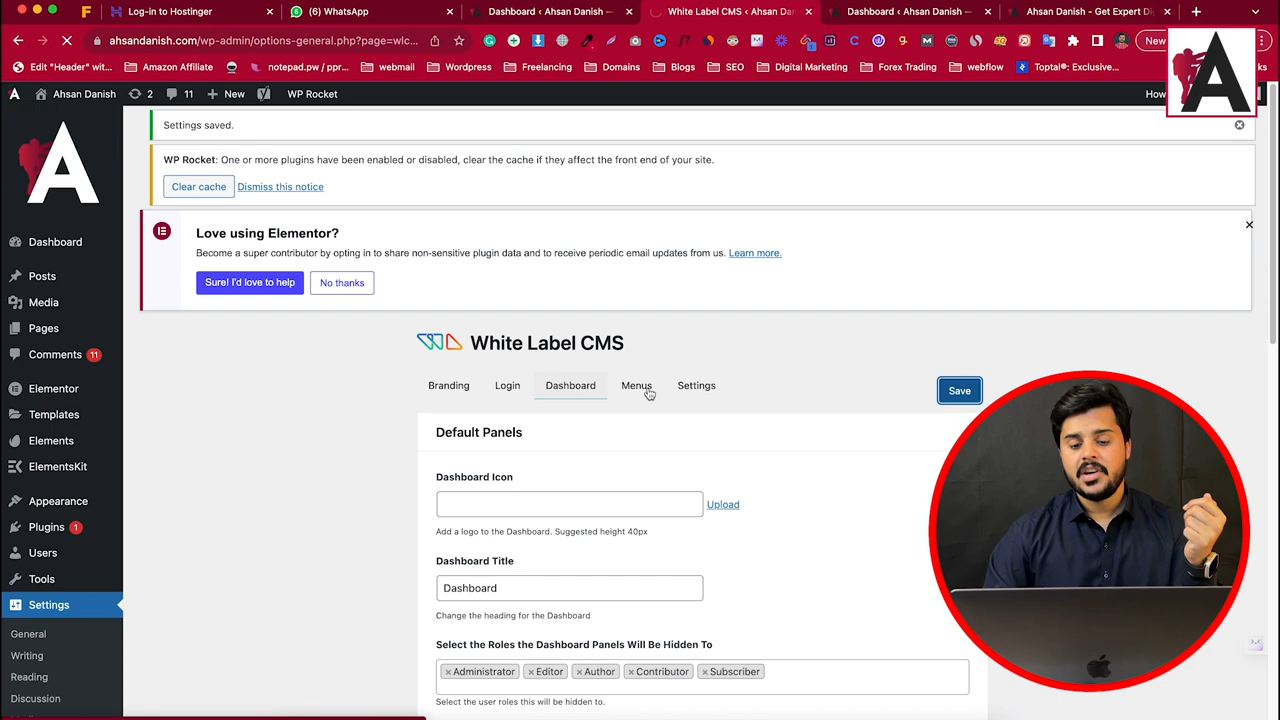 Log-in to Hostinger
(6) WhatsApp
Dashboard ‹ Ahsan Danish —
White Label CMS ‹ Ahsan Dan
Dashboard ‹ Ahsan Danish —
Ahsan Danish - Get Expert Dig
ahsandanish.com/wp-admin/options-general.php?page=wlc...
New
Edit "Header" wit...
Amazon Affiliate
notepad.pw / ppr...
webmail
Wordpress
Freelancing
Domains
Blogs
SEO
Digital Marketing
Forex Trading
webflow
Toptal®: Exclusive...
A
Ahsan Danish
2
11
New
WP Rocket
How
A
Dashboard
Posts
Media
Pages
Comments 11
Elementor
Templates
Elements
ElementsKit
Appearance
Plugins 1
Users
Tools
Settings
General
Writing
Reading
Discussion
Settings saved.
WP Rocket: One or more plugins have been enabled or disabled, clear the cache if they affect the front end of your site.
Clear cache Dismiss this notice
Love using Elementor?
Become a super contributor by opting in to share non-sensitive plugin data and to receive periodic email updates from us. Learn more.
Sure! I'd love to help No thanks
White Label CMS
Branding Login Dashboard Menus Settings Save
Default Panels
Dashboard Icon
Upload
Add a logo to the Dashboard. Suggested height 40px
Dashboard Title
Dashboard
Change the heading for the Dashboard
Select the Roles the Dashboard Panels Will Be Hidden To
×Administrator ×Editor ×Author ×Contributor ×Subscriber
Select the user roles this will be hidden to.